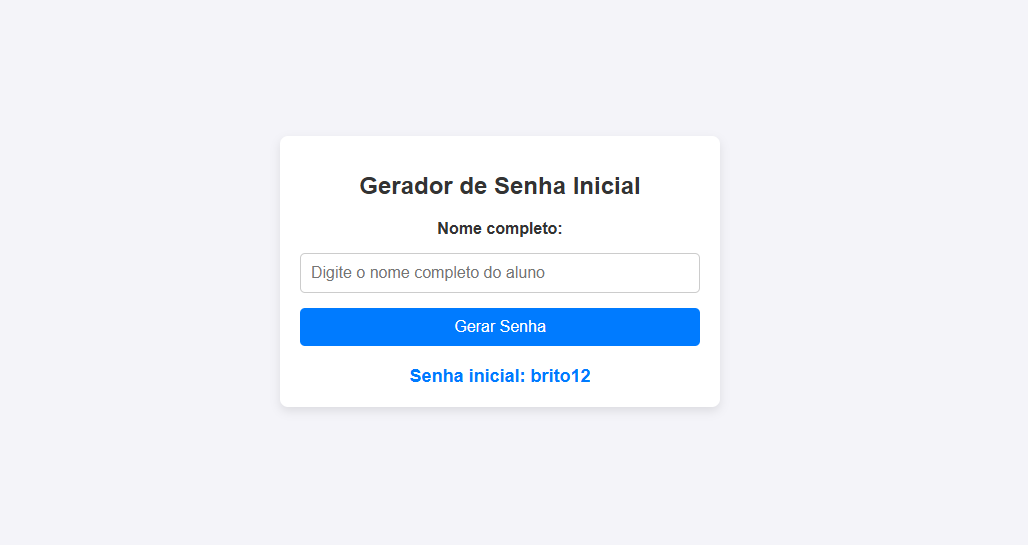 Gerador de Senha Inicial
Nome completo:
Digite o nome completo do aluno
Gerar Senha
Senha inicial: brito12